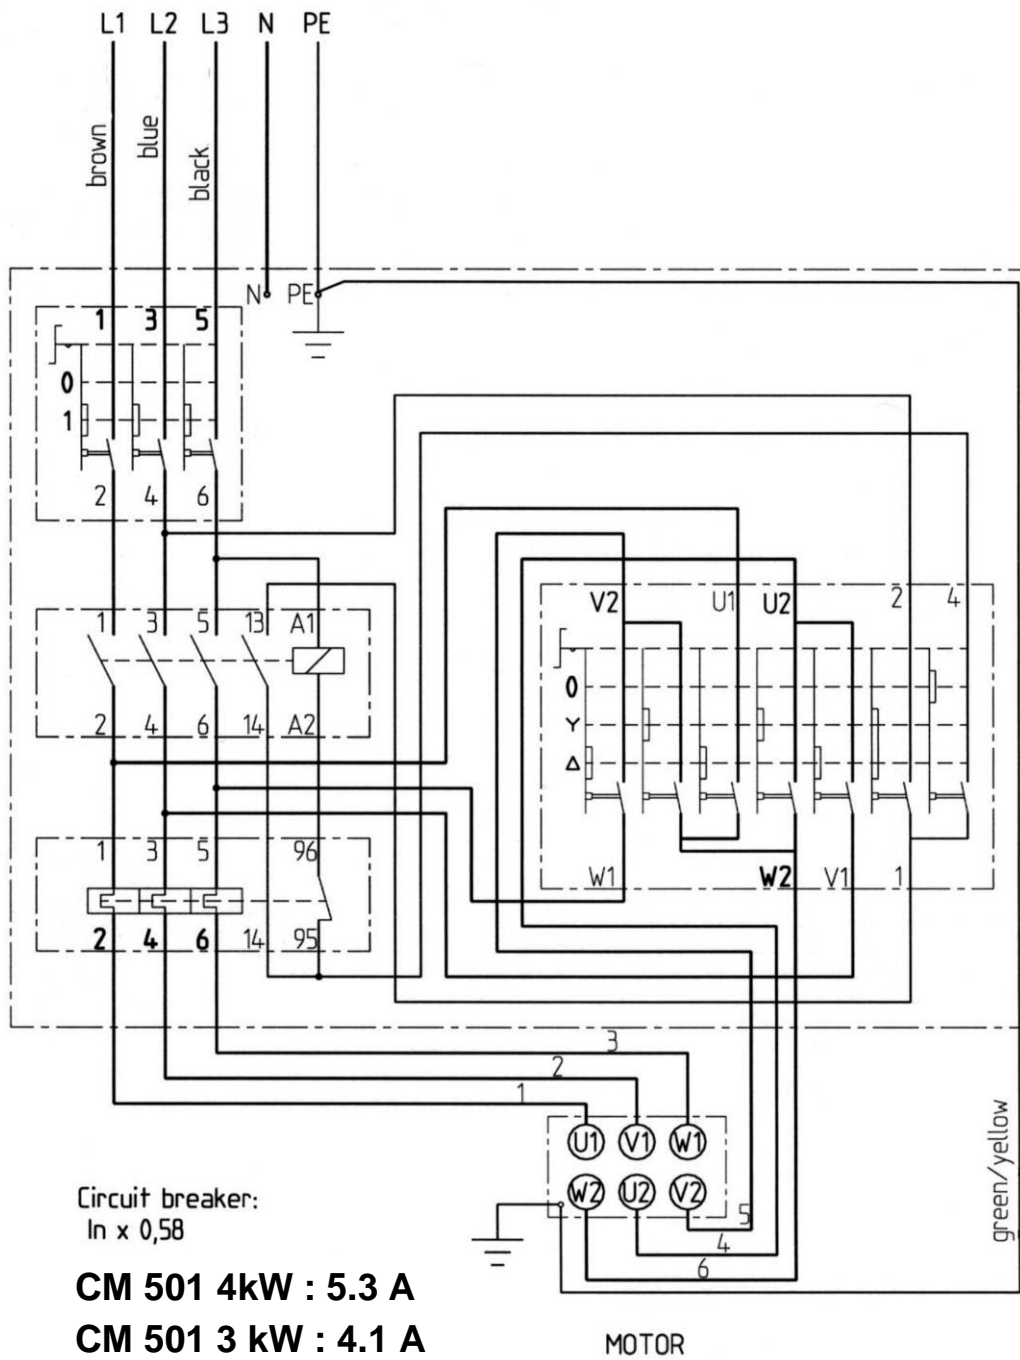 L1 L2 L3 N PE
brown
blue
black
N PE
1 3 5
0
1
2 4 6
1 3 5 13 A1
2 4 6 14 A2
V2 U1 U2 2 4
0
Y
Δ
W1 W2 V1 1
1 3 5 96
2 4 6 14 95
3
2
1
U1 V1 W1
W2 U2 V2
5
4
6
green/yellow
Circuit breaker:
In x 0,58
CM 501 4kW : 5.3 A
CM 501 3 kW : 4.1 A
MOTOR